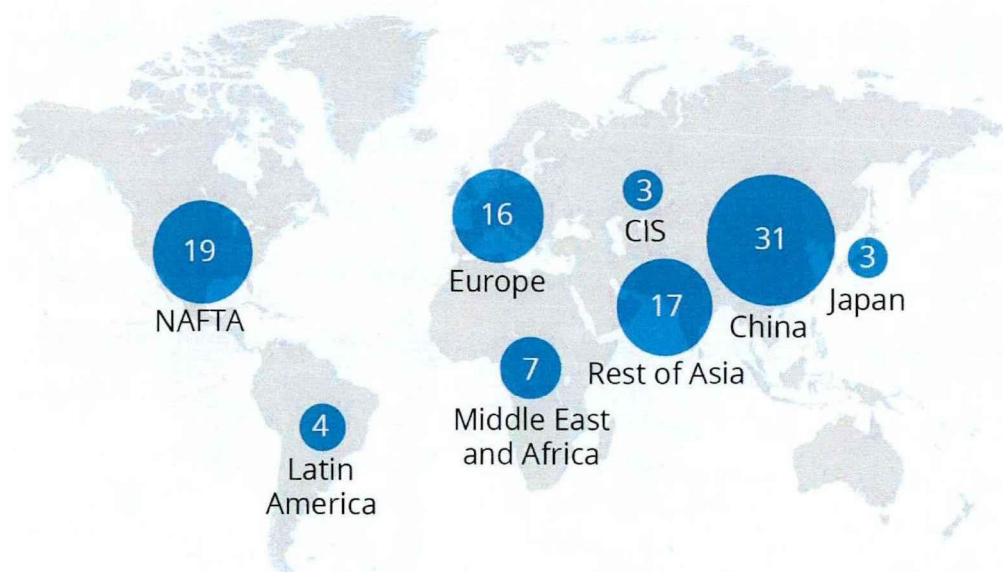 19
NAFTA
4
Latin
America
16
Europe
7
Middle East
and Africa
3
CIS
17
Rest of Asia
31
China
3
Japan